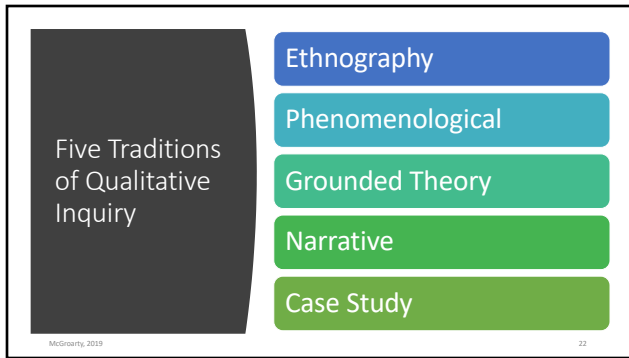 Five Traditions
of Qualitative
Inquiry
Ethnography
Phenomenological
Grounded Theory
Narrative
Case Study
McGroarty, 2019
22